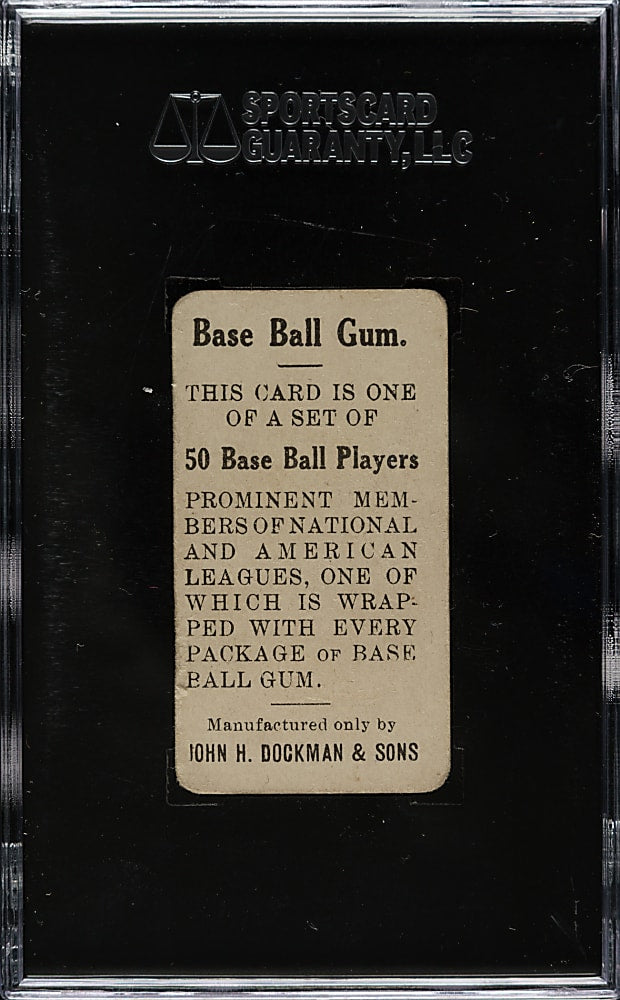 SPORTSCARD
GUARANTY, LLC
Base Ball Gum.
THIS CARD IS ONE
OF A SET OF
50 Base Ball Players
PROMINENT MEM-
BERS OF NATIONAL
AND AMERICAN
LEAGUES, ONE OF
WHICH IS WRAP-
PED WITH EVERY
PACKAGE OF BASE
BALL GUM.
Manufactured only by
JOHN H. DOCKMAN & SONS